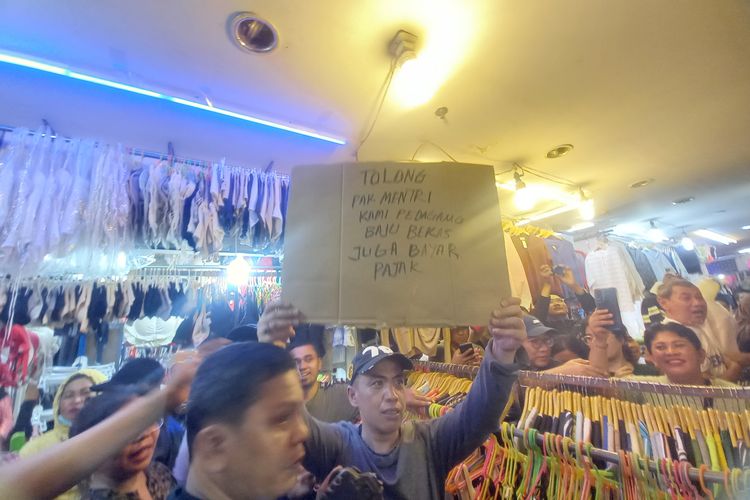 TOLONG
PAK MENTRI
KAMI PEDAGANG
BAJU BEKAS
JUGA BAYAR
PAJAK